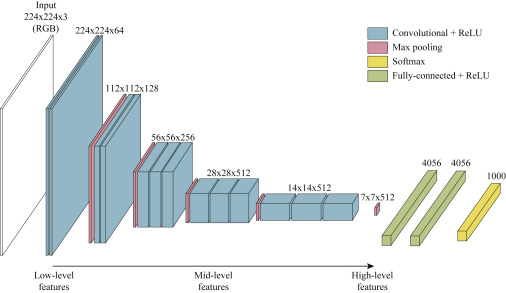 Input
224x224x3
(RGB)
224x224x64
112x112x128
56x56x256
28x28x512
14x14x512
7x7x512
4056
4056
1000
Convolutional + ReLU
Max pooling
Softmax
Fully-connected + ReLU
Low-level
features
Mid-level
features
High-level
features